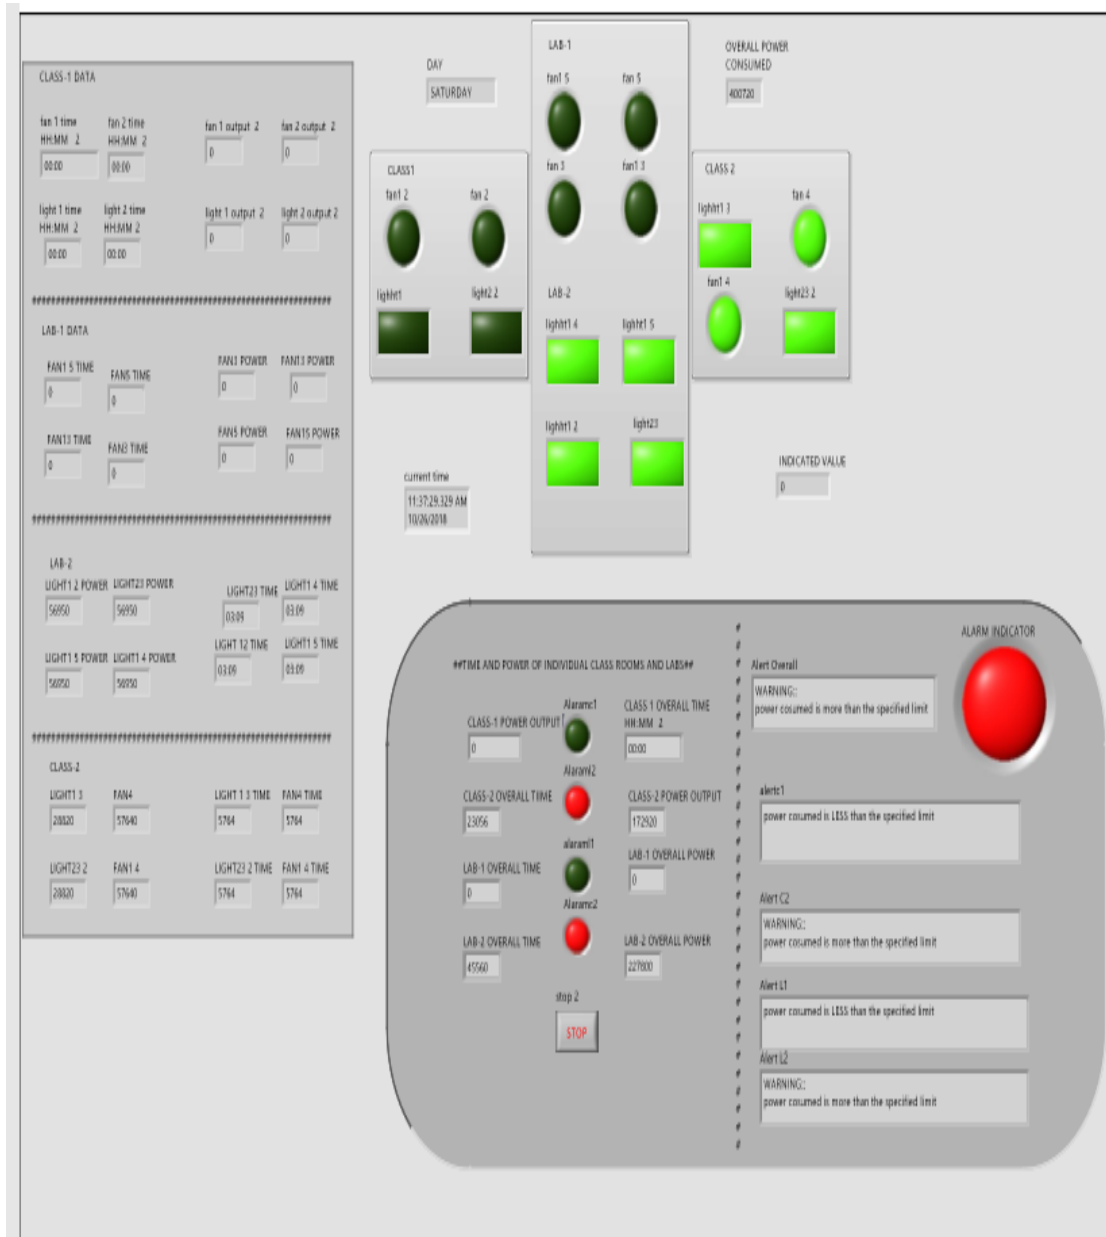 CLASS-1 DATA
fan 1 time
HH:MM 2
00:00
fan 2 time
HH:MM 2
00:00
fan 1 output 2
0
fan 2 output 2
0
light 1 time
HH:MM 2
00:00
light 2 time
HH:MM 2
00:00
light 1 output 2
0
light 2 output 2
0
LAB-1 DATA
FAN1 5 TIME
0
FAN5 TIME
0
FAN3 POWER
0
FAN13 POWER
0
FAN13 TIME
0
FAN3 TIME
0
FAN5 POWER
0
FAN15 POWER
0
LAB-2
LIGHT1 2 POWER
56950
LIGHT23 POWER
56950
LIGHT23 TIME
03:09
LIGHT1 4 TIME
03:09
LIGHT1 5 POWER
56950
LIGHT1 4 POWER
56950
LIGHT 12 TIME
03:09
LIGHT1 5 TIME
03:09
CLASS-2
LIGHT1 3
28820
FAN4
57640
LIGHT 1 3 TIME
5764
FAN4 TIME
5764
LIGHT23 2
28820
FAN1 4
57640
LIGHT23 2 TIME
5764
FAN1 4 TIME
5764
DAY
SATURDAY
LAB-1
fan1 5
fan 5
fan 3
fan1 3
OVERALL POWER
CONSUMED
400720
CLASS1
fan1 2
fan 2
lighht1
light2 2
LAB-2
lighht1 4
lighht1 5
lighht1 2
light23
CLASS 2
lighht1 3
fan 4
fan1 4
light23 2
current time
11:37:29.329 AM
10/26/2018
INDICATED VALUE
0
##TIME AND POWER OF INDIVIDUAL CLASS ROOMS AND LABS##
CLASS-1 POWER OUTPUT
0
Alaramc1
CLASS 1 OVERALL TIME
HH:MM 2
00:00
CLASS-2 OVERALL TIIME
23056
Alaraml2
CLASS-2 POWER OUTPUT
172920
LAB-1 OVERALL TIME
0
alaraml1
LAB-1 OVERALL POWER
0
Alaramc2
LAB-2 OVERALL TIME
45560
LAB-2 OVERALL POWER
227800
stop 2
STOP
ALARM INDICATOR
Alert Overall
WARNING::
power cosumed is more than the specified limit
alertc1
power cosumed is LESS than the specified limit
Alert C2
WARNING::
power cosumed is more than the specified limit
Alert L1
power cosumed is LESS than the specified limit
Alert L2
WARNING::
power cosumed is more than the specified limit